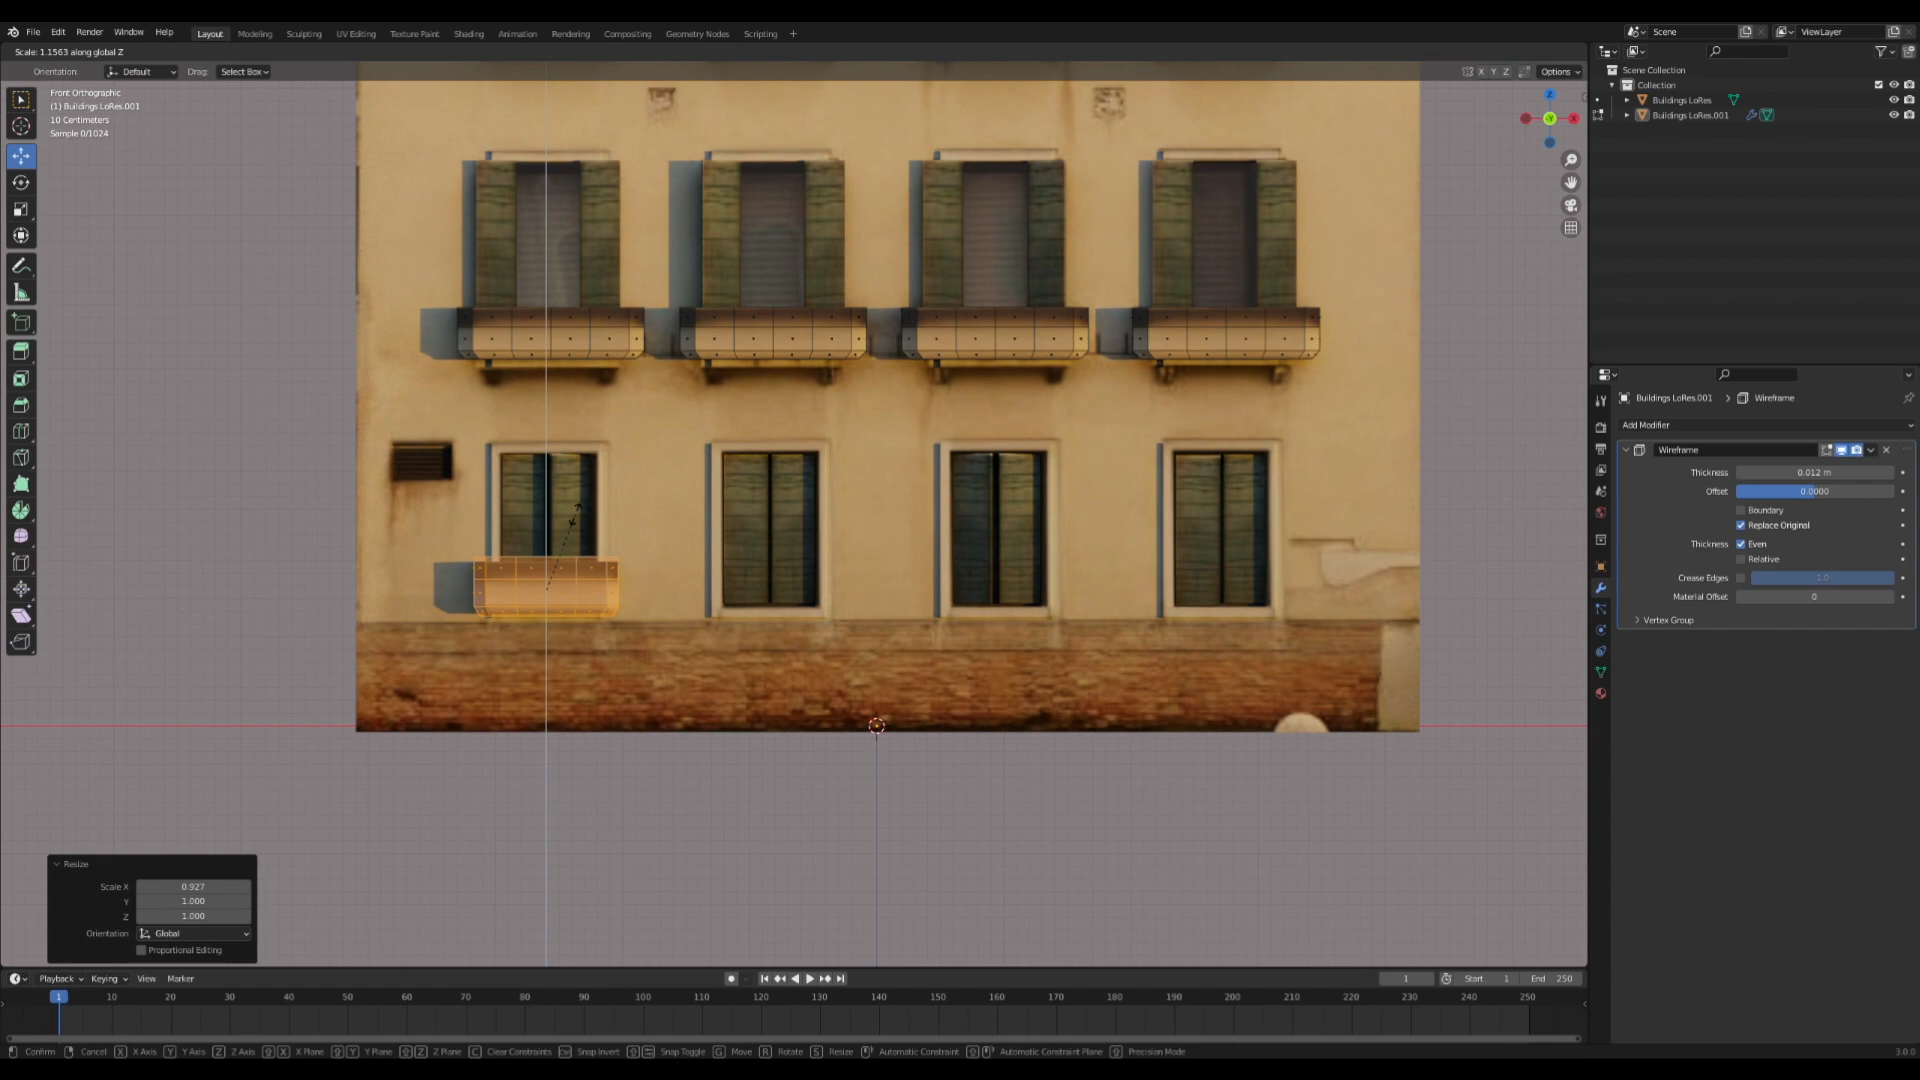 File Edit Render Window Help Layout Modeling Sculpting UV Editing Texture Paint Shading Animation Rendering Compositing Geometry Nodes Scripting + Scene ViewLayer
Scale: 1.1563 along global Z
Orientation: Default Drag: Select Box X Y Z Options
Front Orthographic
(1) Buildings LoRes.001
10 Centimeters
Sample 0/1024
Z
Y
X
Scene Collection
Collection
Buildings LoRes
Buildings LoRes.001
Buildings LoRes.001 > Wireframe
Add Modifier
Wireframe
Thickness 0.012 m
Offset 0.0000
Boundary
Replace Original
Thickness Even
Relative
Crease Edges 1.0
Material Offset 0
Vertex Group
Resize
Scale X 0.927
Y 1.000
Z 1.000
Orientation Global
Proportional Editing
Playback Keying View Marker 1 Start 1 End 250
1 10 20 30 40 50 60 70 80 90 100 110 120 130 140 150 160 170 180 190 200 210 220 230 240 250
Confirm Cancel X X Axis Y Y Axis Z Z Axis X X Plane Y Y Plane Z Z Plane C Clear Constraints Snap Invert Snap Toggle G Move R Rotate S Resize Automatic Constraint Automatic Constraint Plane Precision Mode 3.0.0